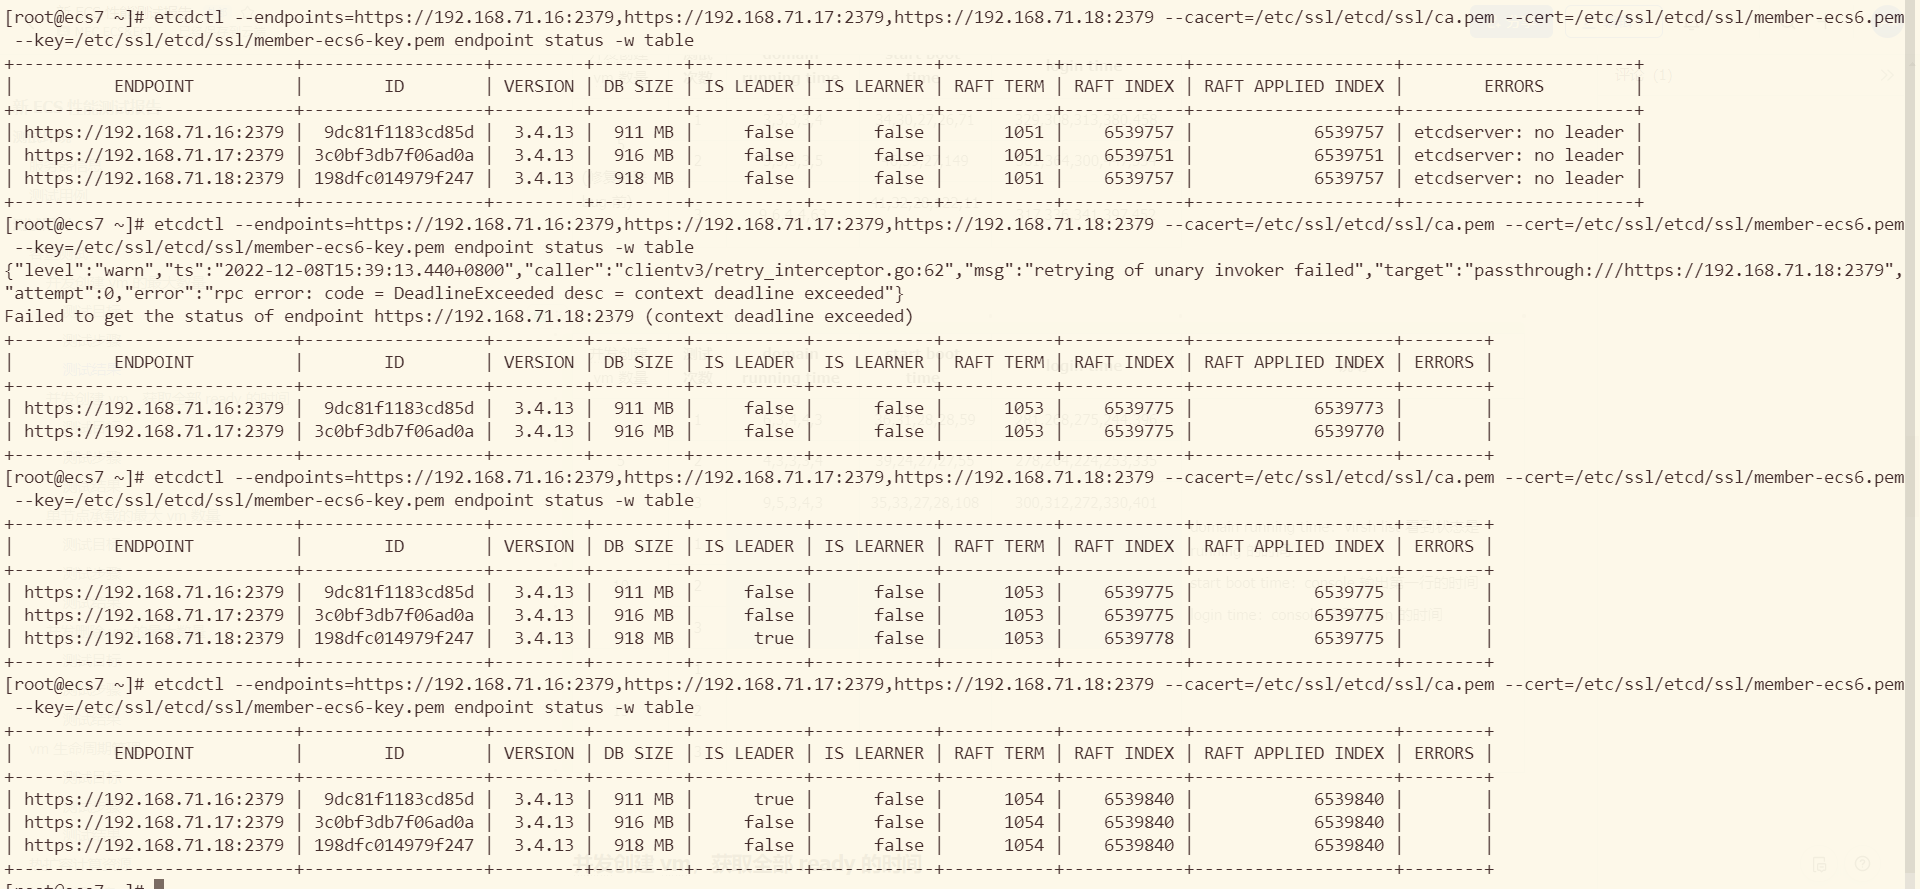 [root@ecs7 ~]# etcdctl --endpoints=https://192.168.71.16:2379,https://192.168.71.17:2379,https://192.168.71.18:2379 --cacert=/etc/ssl/etcd/ssl/ca.pem --cert=/etc/ssl/etcd/ssl/member-ecs6.pem
--key=/etc/ssl/etcd/ssl/member-ecs6-key.pem endpoint status -w table
| ENDPOINT | ID | VERSION | DB SIZE | IS LEADER | IS LEARNER | RAFT TERM | RAFT INDEX | RAFT APPLIED INDEX | ERRORS |
| https://192.168.71.16:2379 | 9dc81f1183cd85d | 3.4.13 | 911 MB | false | false | 1051 | 6539757 | 6539757 | etcdserver: no leader |
| https://192.168.71.17:2379 | 3c0bf3db7f06ad0a | 3.4.13 | 916 MB | false | false | 1051 | 6539751 | 6539751 | etcdserver: no leader |
| https://192.168.71.18:2379 | 198dfc014979f247 | 3.4.13 | 918 MB | false | false | 1051 | 6539757 | 6539757 | etcdserver: no leader |
[root@ecs7 ~]# etcdctl --endpoints=https://192.168.71.16:2379,https://192.168.71.17:2379,https://192.168.71.18:2379 --cacert=/etc/ssl/etcd/ssl/ca.pem --cert=/etc/ssl/etcd/ssl/member-ecs6.pem
--key=/etc/ssl/etcd/ssl/member-ecs6-key.pem endpoint status -w table
{"level":"warn","ts":"2022-12-08T15:39:13.440+0800","caller":"clientv3/retry_interceptor.go:62","msg":"retrying of unary invoker failed","target":"passthrough:///https://192.168.71.18:2379",
"attempt":0,"error":"rpc error: code = DeadlineExceeded desc = context deadline exceeded"}
Failed to get the status of endpoint https://192.168.71.18:2379 (context deadline exceeded)
| ENDPOINT | ID | VERSION | DB SIZE | IS LEADER | IS LEARNER | RAFT TERM | RAFT INDEX | RAFT APPLIED INDEX | ERRORS |
| https://192.168.71.16:2379 | 9dc81f1183cd85d | 3.4.13 | 911 MB | false | false | 1053 | 6539775 | 6539773 | |
| https://192.168.71.17:2379 | 3c0bf3db7f06ad0a | 3.4.13 | 916 MB | false | false | 1053 | 6539775 | 6539770 | |
[root@ecs7 ~]# etcdctl --endpoints=https://192.168.71.16:2379,https://192.168.71.17:2379,https://192.168.71.18:2379 --cacert=/etc/ssl/etcd/ssl/ca.pem --cert=/etc/ssl/etcd/ssl/member-ecs6.pem
--key=/etc/ssl/etcd/ssl/member-ecs6-key.pem endpoint status -w table
| ENDPOINT | ID | VERSION | DB SIZE | IS LEADER | IS LEARNER | RAFT TERM | RAFT INDEX | RAFT APPLIED INDEX | ERRORS |
| https://192.168.71.16:2379 | 9dc81f1183cd85d | 3.4.13 | 911 MB | false | false | 1053 | 6539775 | 6539775 | |
| https://192.168.71.17:2379 | 3c0bf3db7f06ad0a | 3.4.13 | 916 MB | false | false | 1053 | 6539775 | 6539775 | |
| https://192.168.71.18:2379 | 198dfc014979f247 | 3.4.13 | 918 MB | true | false | 1053 | 6539778 | 6539775 | |
[root@ecs7 ~]# etcdctl --endpoints=https://192.168.71.16:2379,https://192.168.71.17:2379,https://192.168.71.18:2379 --cacert=/etc/ssl/etcd/ssl/ca.pem --cert=/etc/ssl/etcd/ssl/member-ecs6.pem
--key=/etc/ssl/etcd/ssl/member-ecs6-key.pem endpoint status -w table
| ENDPOINT | ID | VERSION | DB SIZE | IS LEADER | IS LEARNER | RAFT TERM | RAFT INDEX | RAFT APPLIED INDEX | ERRORS |
| https://192.168.71.16:2379 | 9dc81f1183cd85d | 3.4.13 | 911 MB | true | false | 1054 | 6539840 | 6539840 | |
| https://192.168.71.17:2379 | 3c0bf3db7f06ad0a | 3.4.13 | 916 MB | false | false | 1054 | 6539840 | 6539840 | |
| https://192.168.71.18:2379 | 198dfc014979f247 | 3.4.13 | 918 MB | false | false | 1054 | 6539840 | 6539840 | |
并发创建 vm，获取全部 ready 的时间
[root@ecs7 ~]#